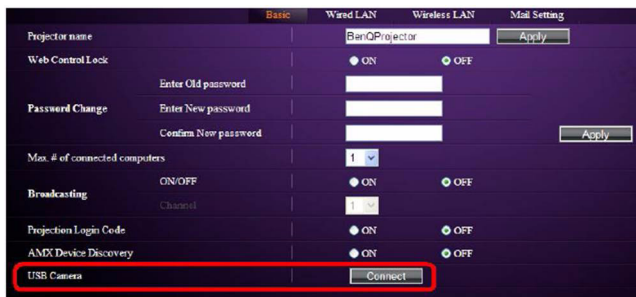 Basic Wired LAN Wireless LAN Mail Setting
Projector name BenQProjector Apply
Web Control Lock ON OFF
Enter Old password
Password Change Enter New password
Confirm New password Apply
Max. # of connected computers 1
ON/OFF ON OFF
Broadcasting
Channel 1
Projection Login Code ON OFF
AMX Device Discovery ON OFF
USB Camera Connect